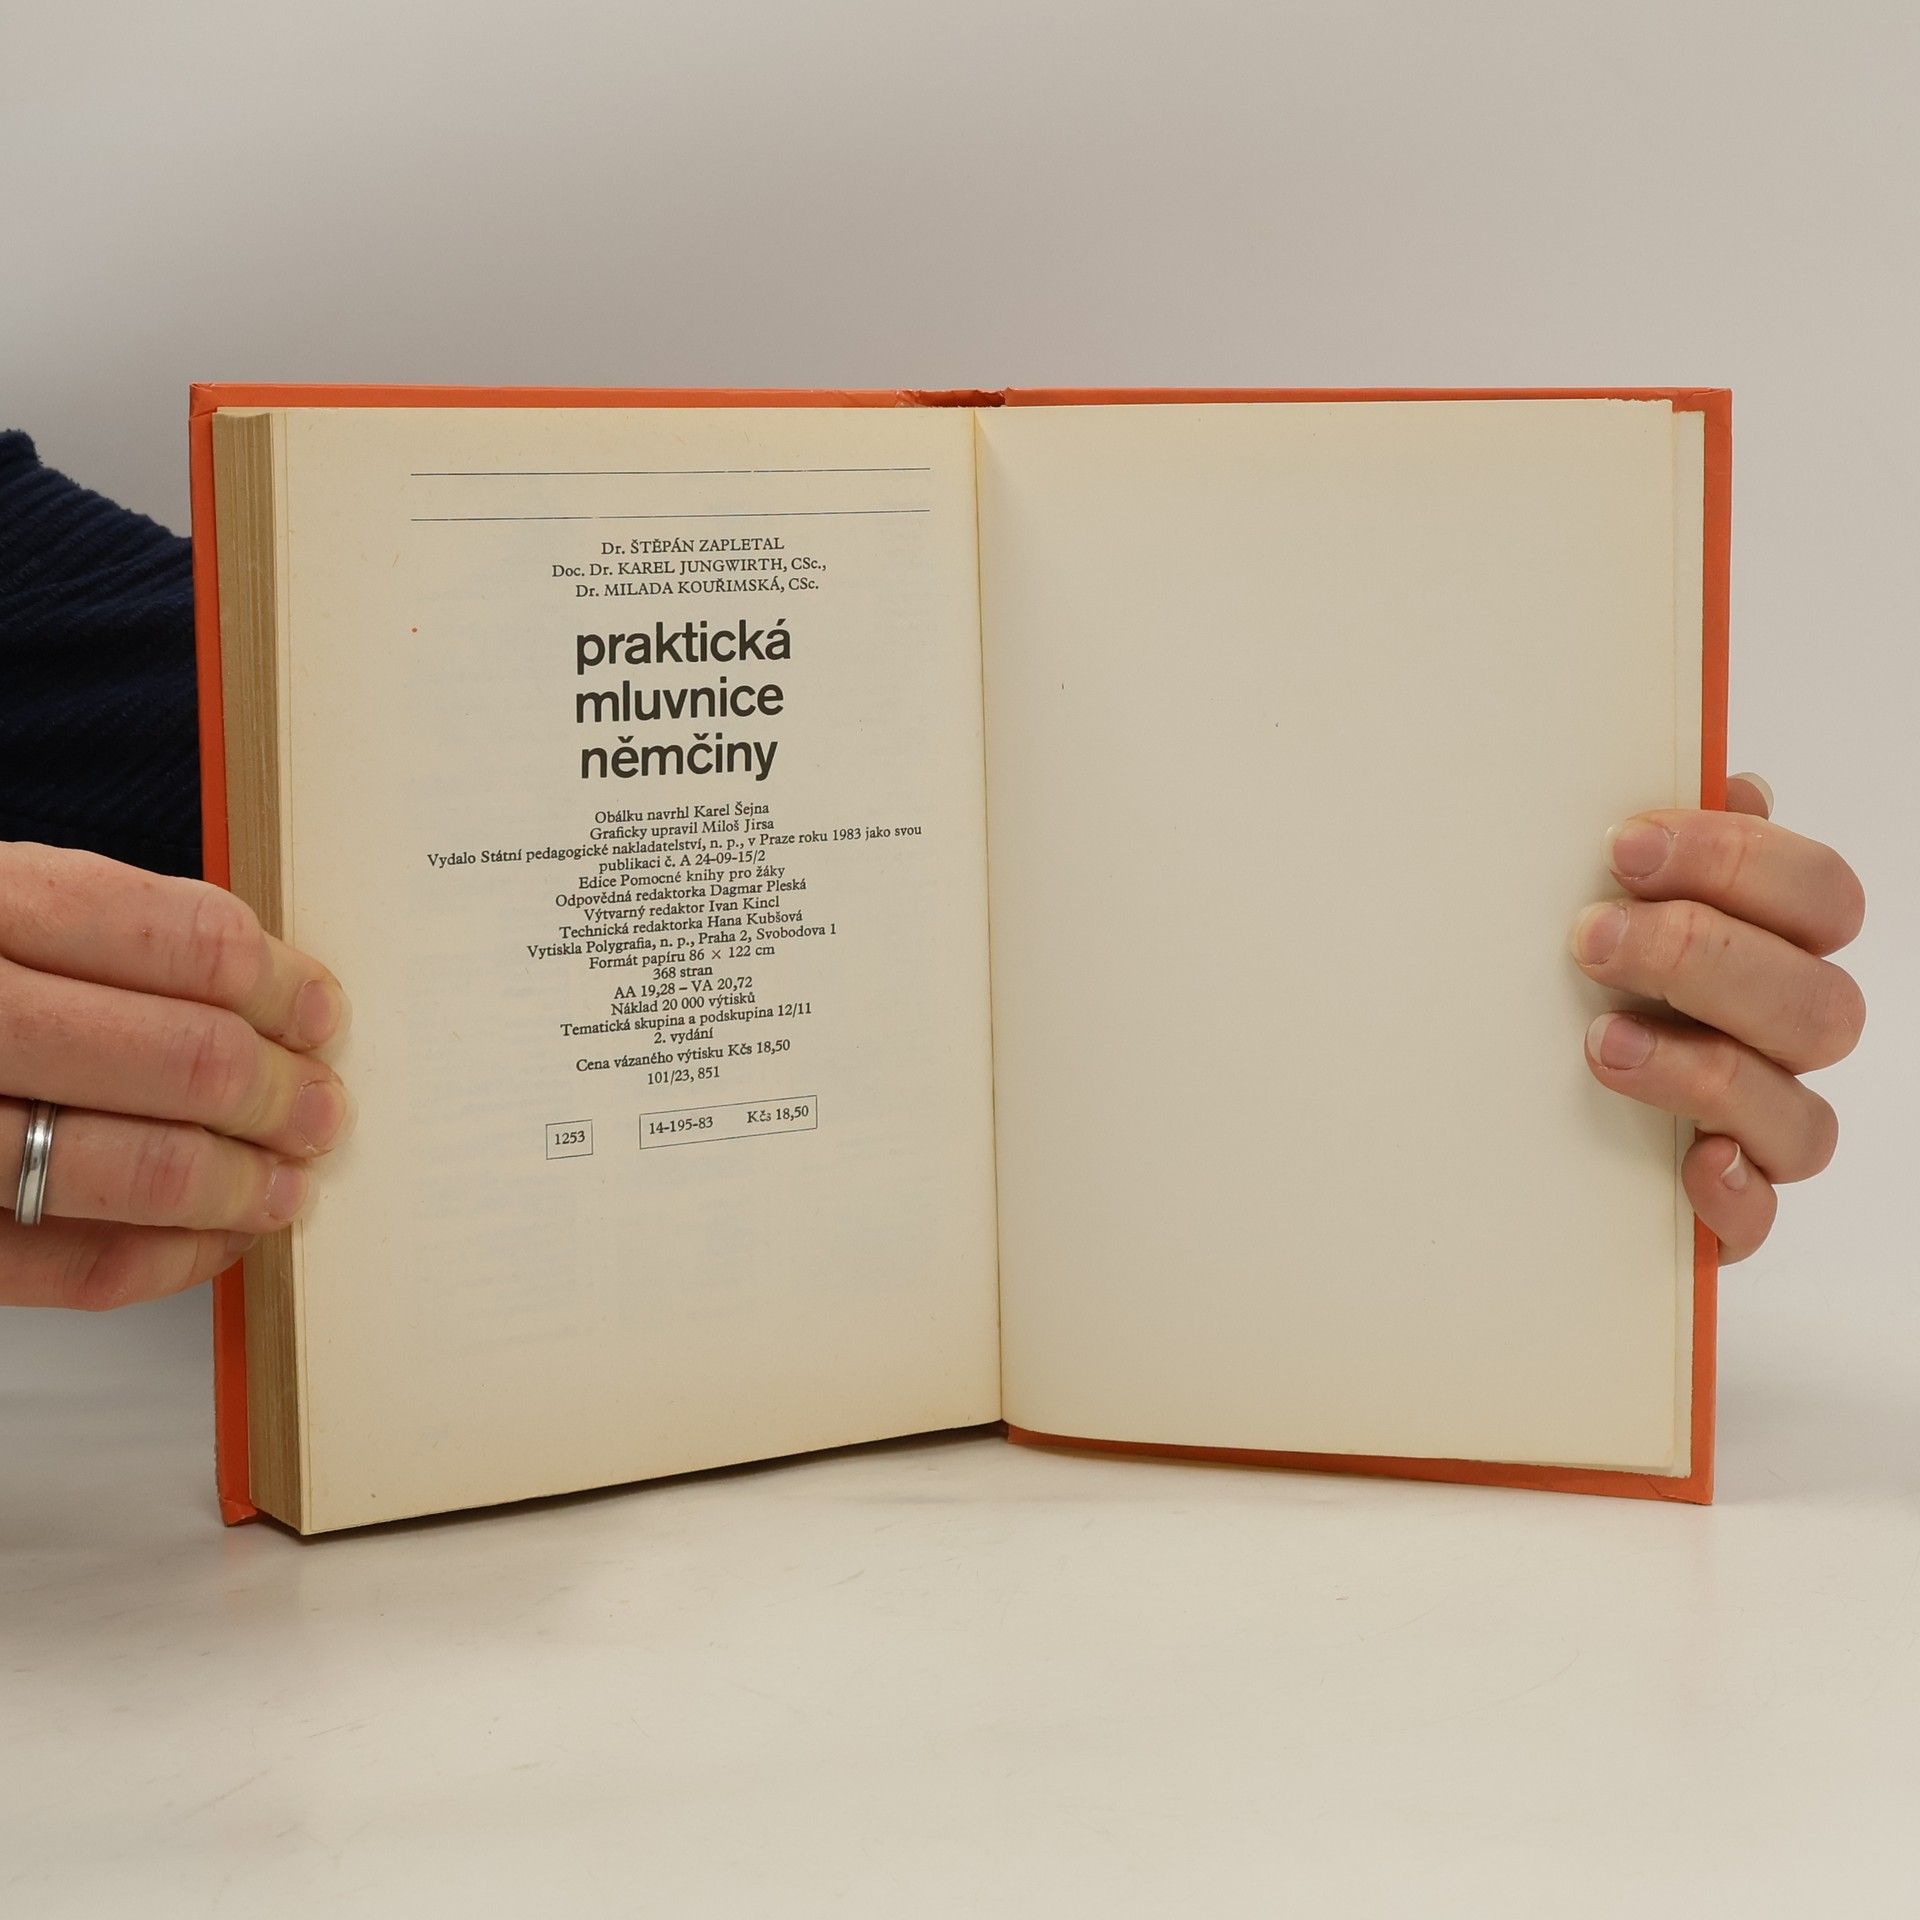 Dr. ŠTĚPÁN ZAPLETAL
Doc. Dr. KAREL JUNGWIRTH, CSc.,
Dr. MILADA KOUŘIMSKÁ, CSc.
praktická
mluvnice
němčiny
Obálku navrhl Karel Šejna
Graficky upravil Miloš Jirsa
Vydalo Státní pedagogické nakladatelství, n. p., v Praze roku 1983 jako svou
publikaci č. A 24-09-15/2
Edice Pomocné knihy pro žáky
Odpovědná redaktorka Dagmar Pleská
Výtvarný redaktor Ivan Kincl
Technická redaktorka Hana Kubšová
Vytiskla Polygrafia, n. p., Praha 2, Svobodova 1
Formát papíru 86 × 122 cm
368 stran
AA 19,28 – VA 20,72
Náklad 20 000 výtisků
Tematická skupina a podskupina 12/11
2. vydání
Cena vázaného výtisku Kčs 18,50
101/23, 851
1253 14-195-83 Kčs 18,50